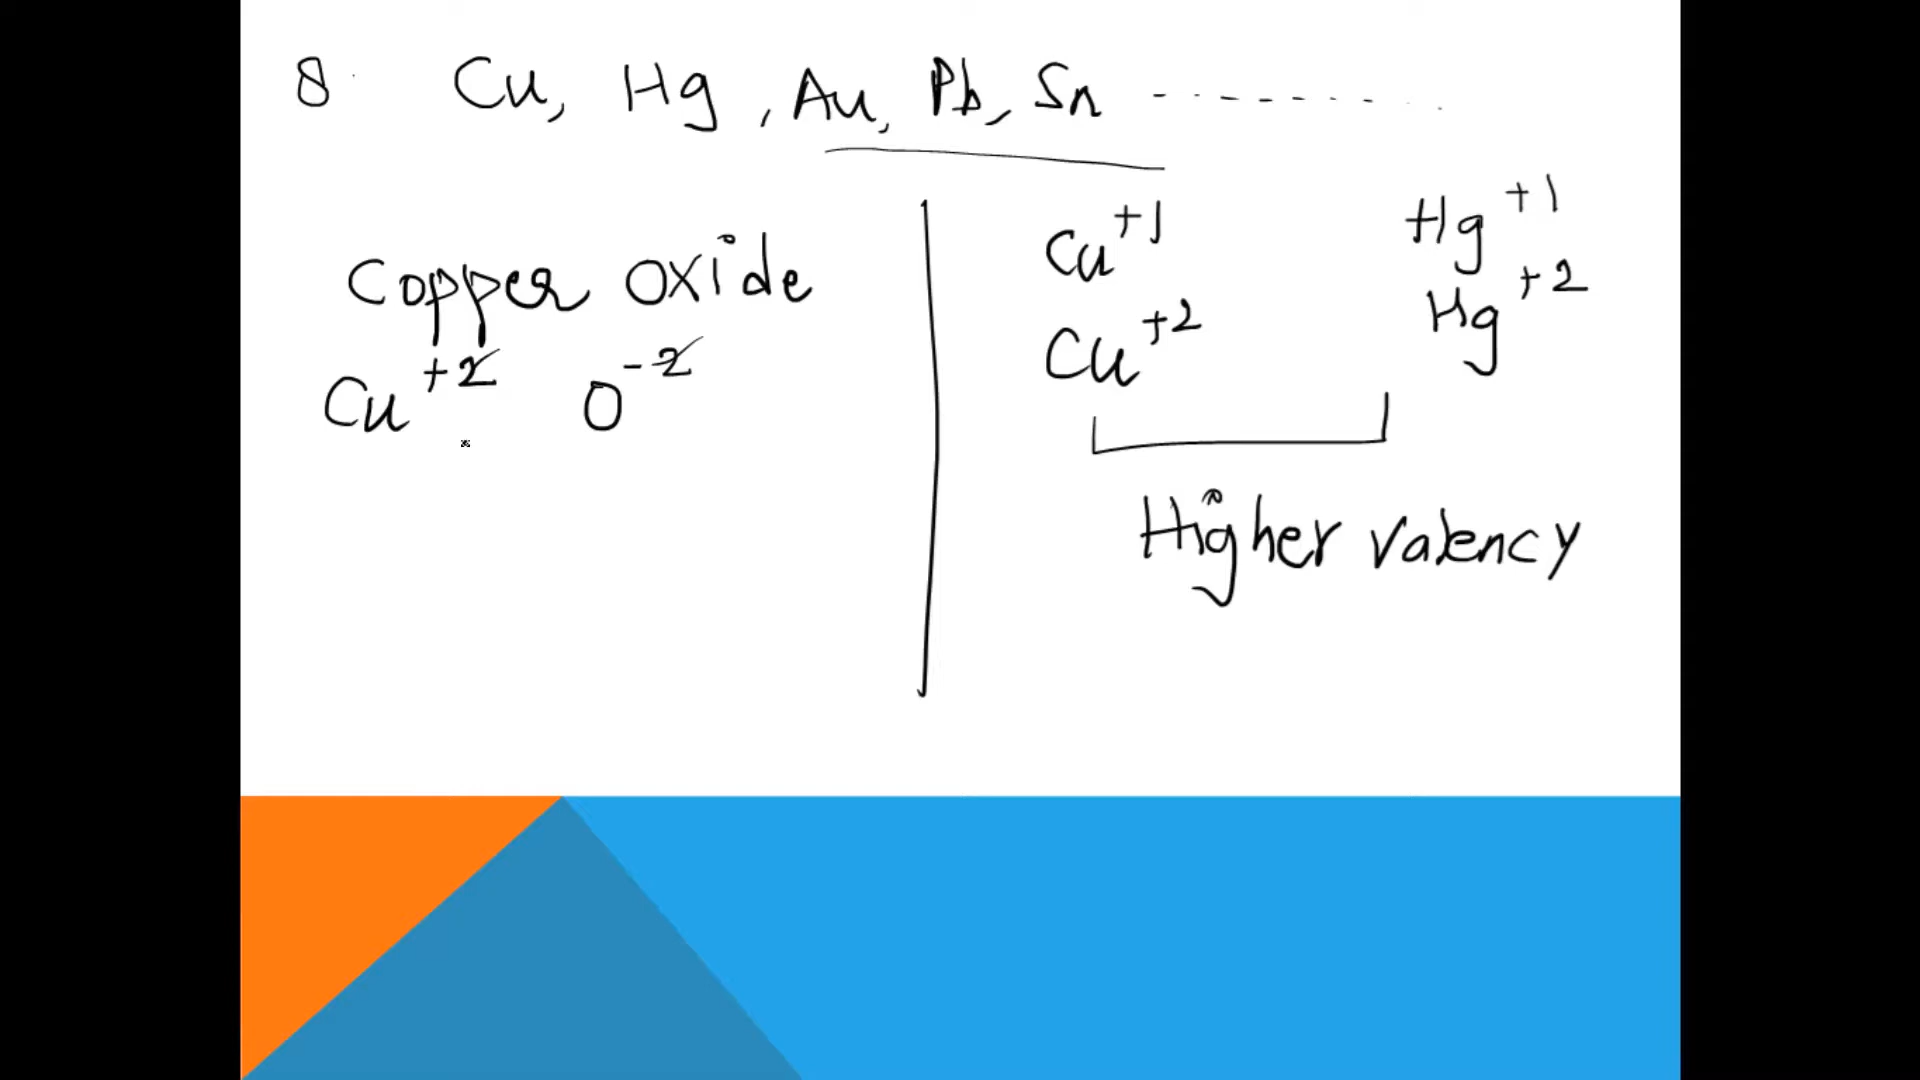 8. Cu, Hg, Au, Pb, Sn ----------
Copper oxide
Cu+2 O-2
Cu+1 Hg+1
Cu+2 Hg+2
Higher valency